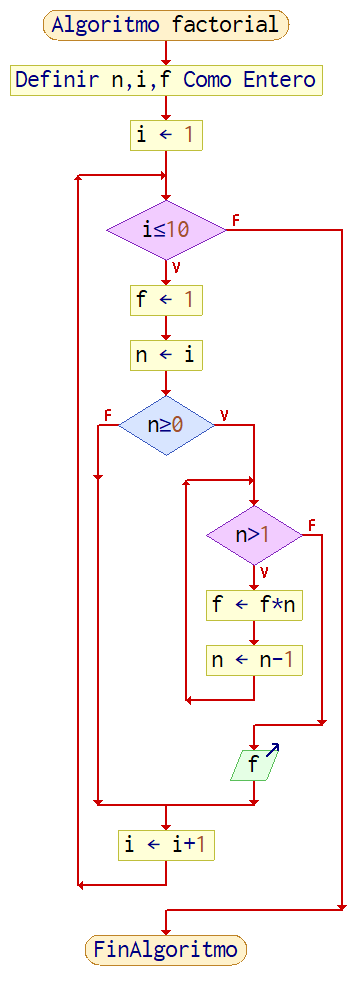 Algoritmo factorial
Definir n,i,f Como Entero
i ← 1
i≤10
F
V
f ← 1
n ← i
n≥0
F
V
n>1
F
V
f ← f*n
n ← n-1
f
i ← i+1
FinAlgoritmo